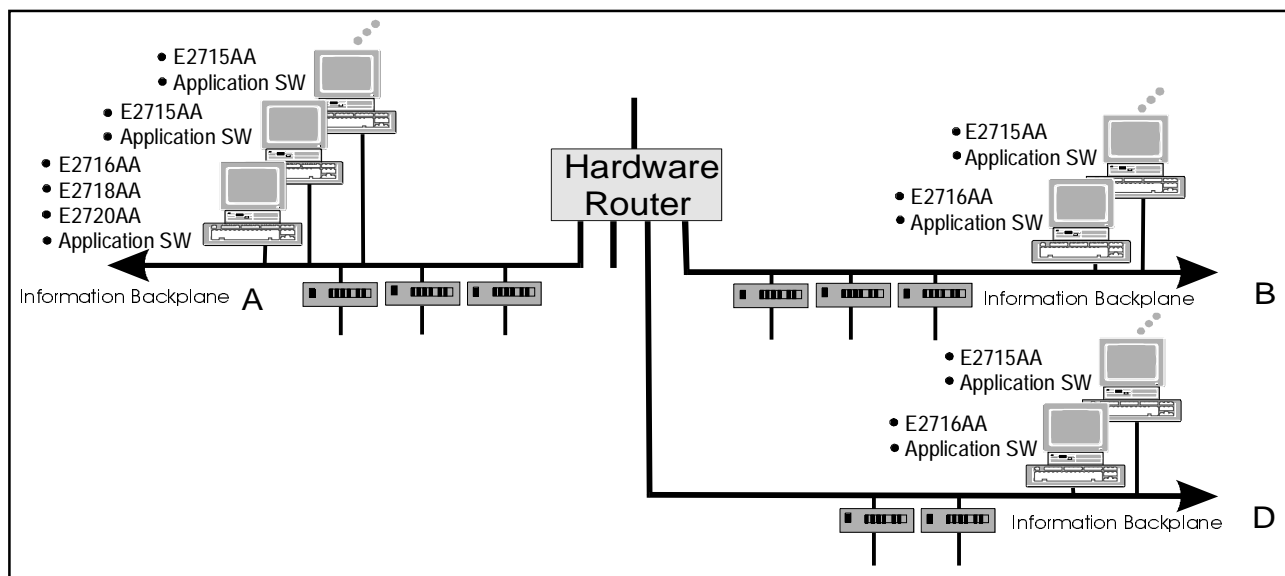 • E2715AA
• Application SW
• E2715AA
• Application SW
• E2716AA
• E2718AA
• E2720AA
• Application SW
Information Backplane
A
Hardware
Router
• E2715AA
• Application SW
• E2716AA
• Application SW
Information Backplane
B
• E2715AA
• Application SW
• E2716AA
• Application SW
Information Backplane
D